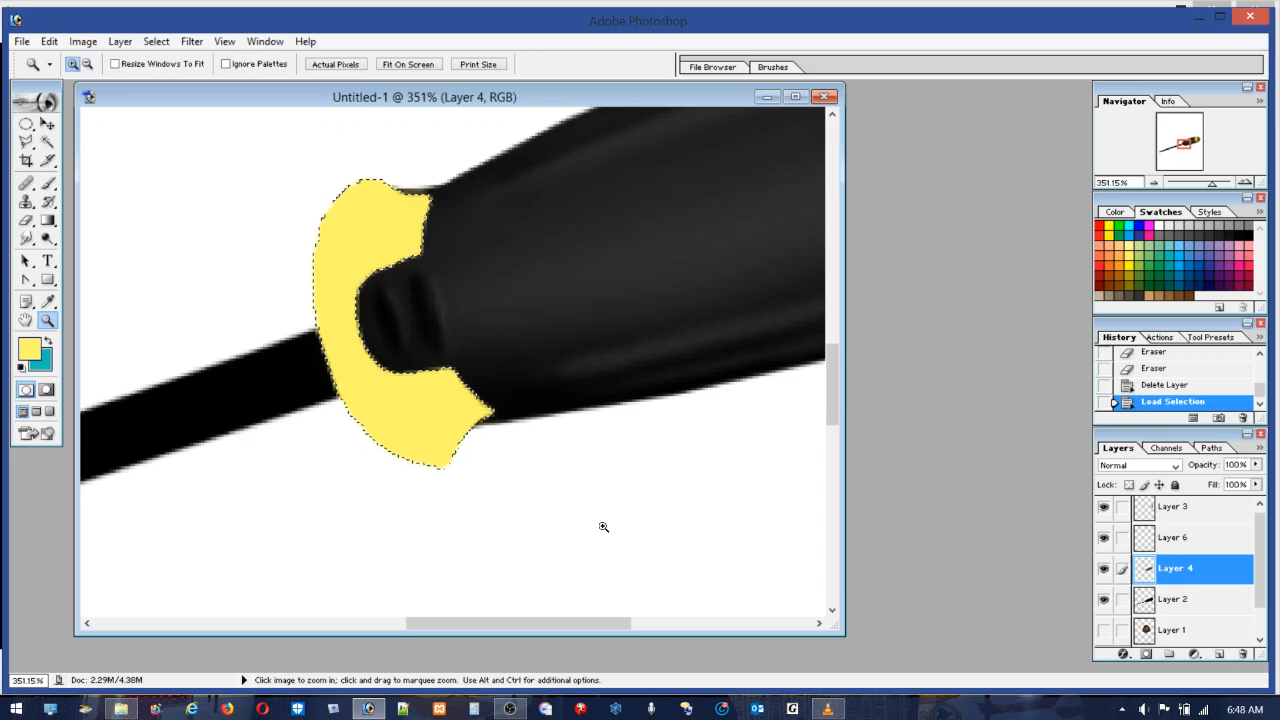 Adobe Photoshop
File Edit Image Layer Select Filter View Window Help
Resize Windows To Fit Ignore Palettes Actual Pixels Fit On Screen Print Size File Browser Brushes
Untitled-1 @ 351% (Layer 4, RGB)
Navigator Info
351.15%
Color Swatches Styles
History Actions Tool Presets
Eraser
Eraser
Delete Layer
Load Selection
Layers Channels Paths
Normal Opacity: 100%
Lock: Fill: 100%
Layer 3
Layer 6
Layer 4
Layer 2
Layer 1
351.15% Doc: 2.29M/4.38M Click image to zoom in; click and drag to marquee zoom. Use Alt and Ctrl for additional options.
6:48 AM